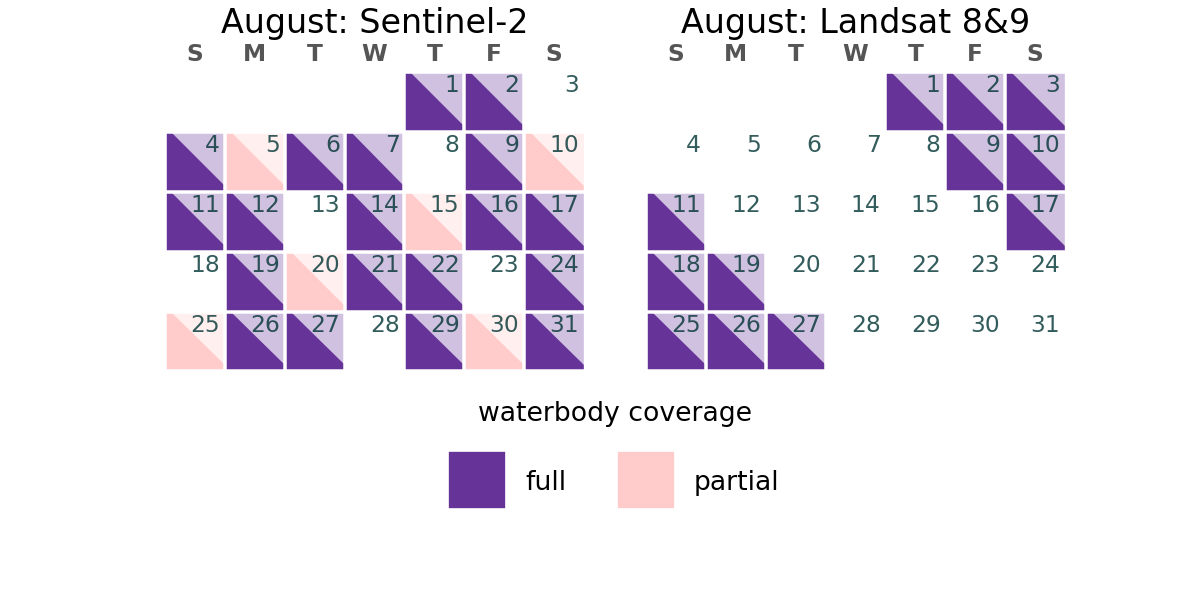 August: Sentinel-2
S M T W T F S
1 2 3
4 5 6 7 8 9 10
11 12 13 14 15 16 17
18 19 20 21 22 23 24
25 26 27 28 29 30 31
August: Landsat 8&9
S M T W T F S
1 2 3
4 5 6 7 8 9 10
11 12 13 14 15 16 17
18 19 20 21 22 23 24
25 26 27 28 29 30 31
waterbody coverage
full
partial